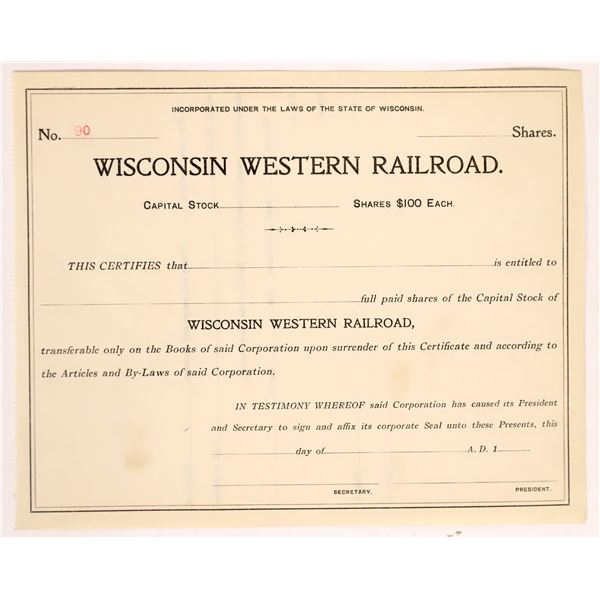 INCORPORATED UNDER THE LAWS OF THE STATE OF WISCONSIN.
No. 90 Shares.
WISCONSIN WESTERN RAILROAD.
CAPITAL STOCK SHARES $100 EACH.
THIS CERTIFIES that is entitled to
full paid shares of the Capital Stock of
WISCONSIN WESTERN RAILROAD,
transferable only on the Books of said Corporation upon surrender of this Certificate and according to
the Articles and By-Laws of said Corporation.
IN TESTIMONY WHEREOF said Corporation has caused its President
and Secretary to sign and affix its corporate Seal unto these Presents, this
day of A. D. 1
SECRETARY. PRESIDENT.